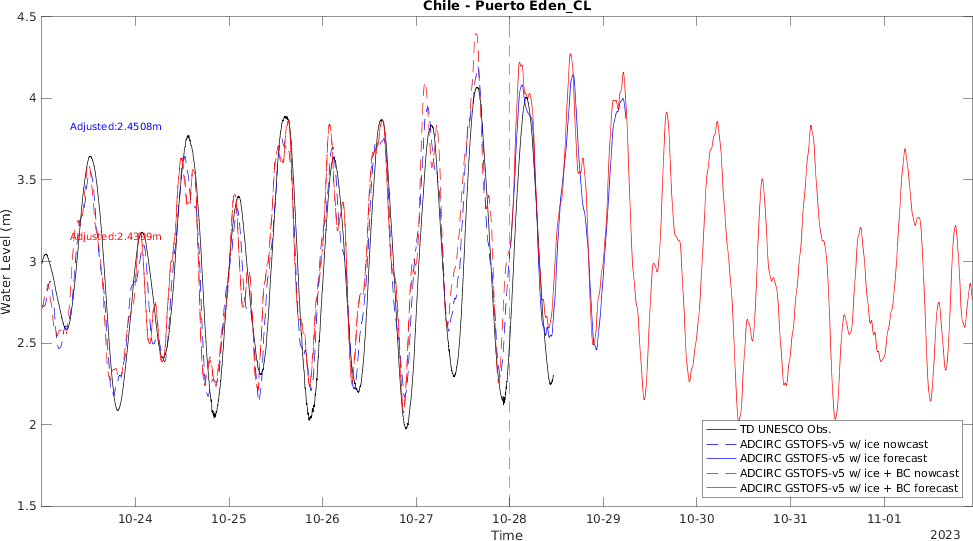 Chile - Puerto Eden_CL
4.5
4
3.5
3
2.5
2
1.5
Water Level (m)
Adjusted:2.4508m
Adjusted:2.4399m
TD UNESCO Obs.
ADCIRC GSTOFS-v5 w/ ice nowcast
ADCIRC GSTOFS-v5 w/ ice forecast
ADCIRC GSTOFS-v5 w/ ice + BC nowcast
ADCIRC GSTOFS-v5 w/ ice + BC forecast
10-24 10-25 10-26 10-27 10-28 10-29 10-30 10-31 11-01
Time
2023